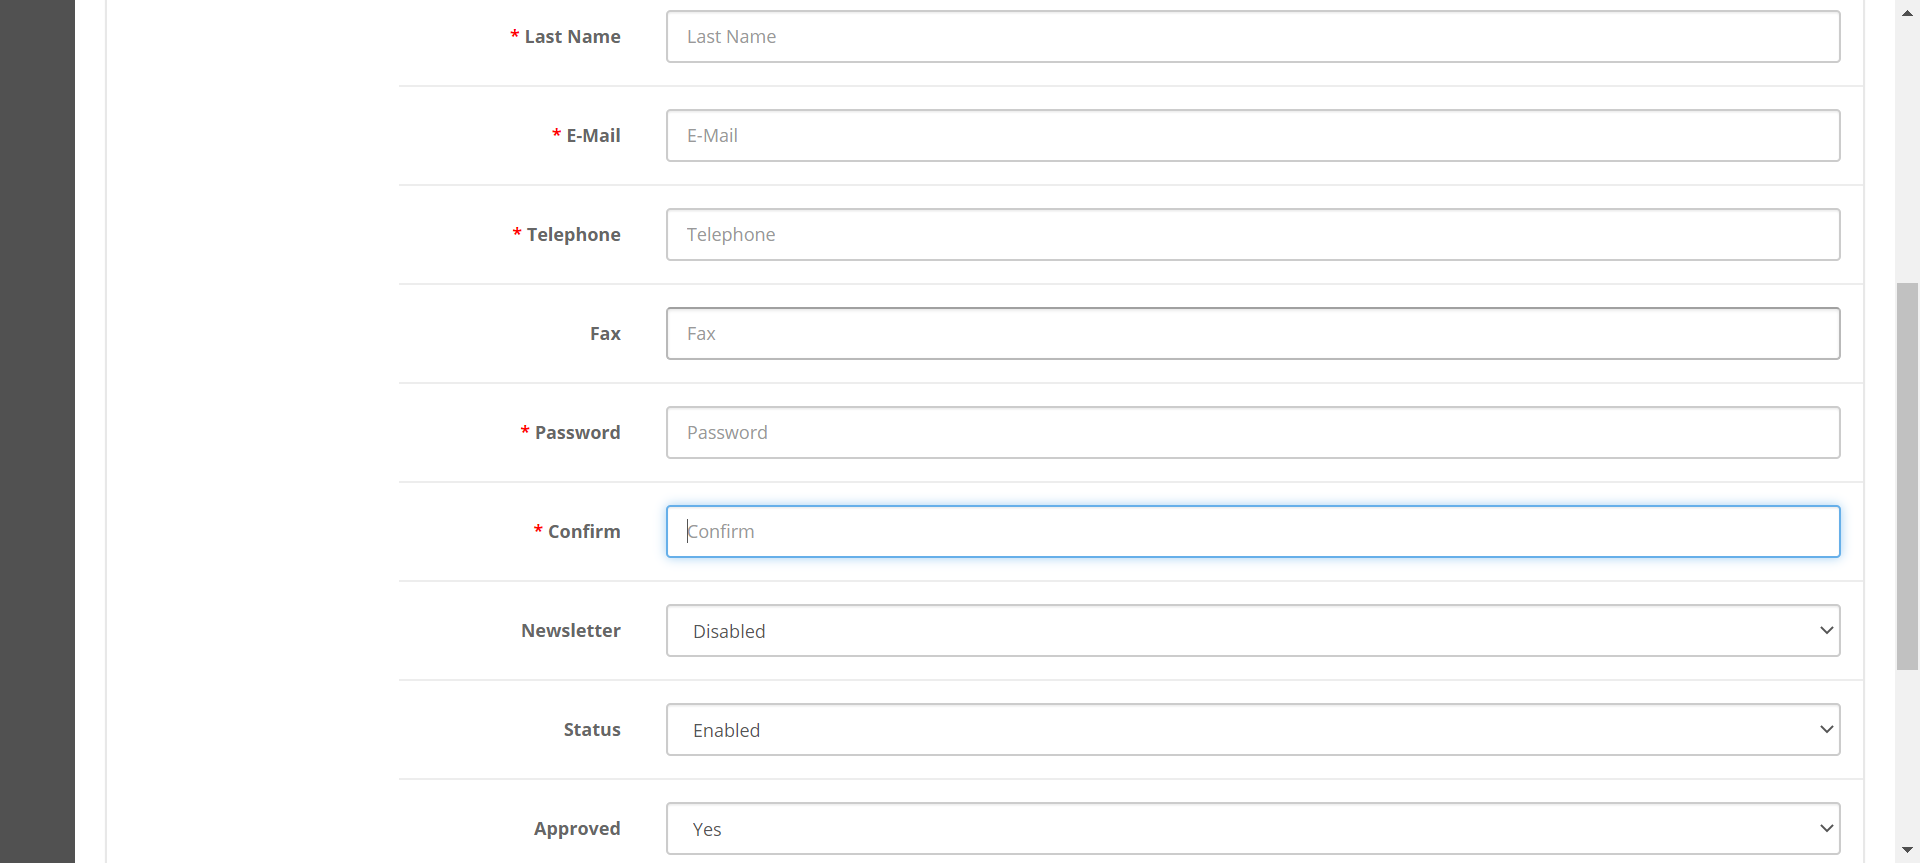 * Last Name
Last Name
* E-Mail
E-Mail
* Telephone
Telephone
Fax
Fax
* Password
Password
* Confirm
Confirm
Newsletter
Disabled
Status
Enabled
Approved
Yes